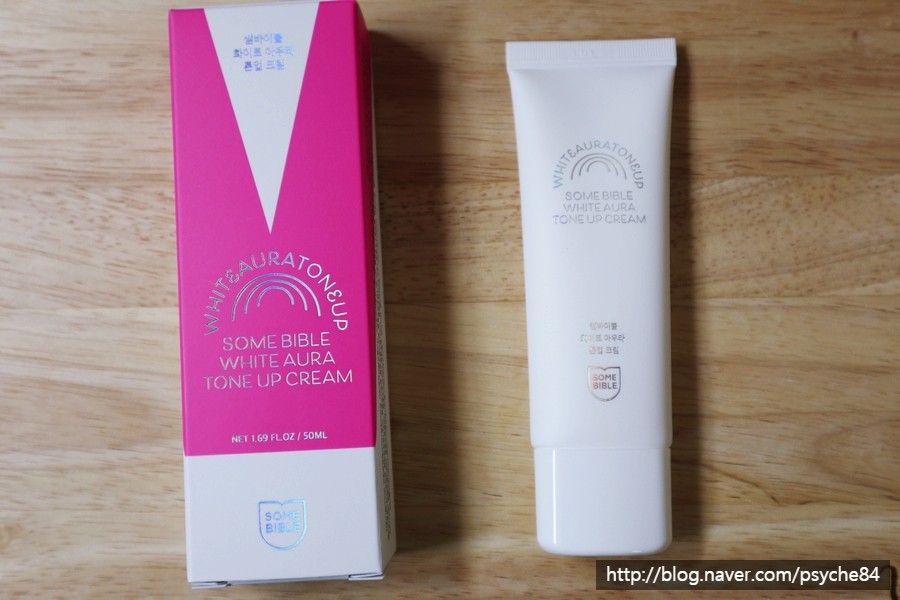 썸바이블
화이트 아우라
톤업 크림
WHITEAURATONEUP
SOME BIBLE
WHITE AURA
TONE UP CREAM
NET 1.69 FL.OZ / 50ML
SOME
BIBLE
WHITEAURATONEUP
SOME BIBLE
WHITE AURA
TONE UP CREAM
썸바이블
화이트 아우라
톤업 크림
SOME
BIBLE
http://blog.naver.com/psyche84